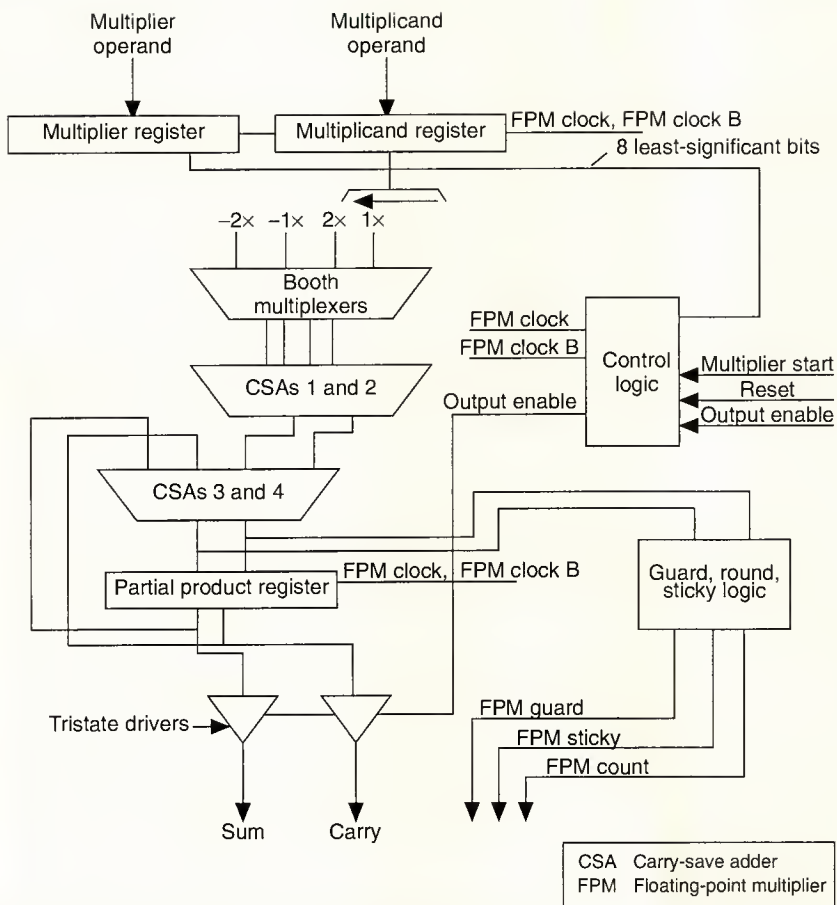 Multiplier
operand
Multiplicand
operand
Multiplier register
Multiplicand register
FPM clock, FPM clock B
8 least-significant bits
−2× −1× 2× 1×
Booth
multiplexers
FPM clock
FPM clock B
Control
logic
Multiplier start
Reset
Output enable
CSAs 1 and 2
Output enable
CSAs 3 and 4
Partial product register
FPM clock, FPM clock B
Guard, round,
sticky logic
Tristate drivers
FPM guard
FPM sticky
FPM count
Sum
Carry
CSA Carry-save adder
FPM Floating-point multiplier